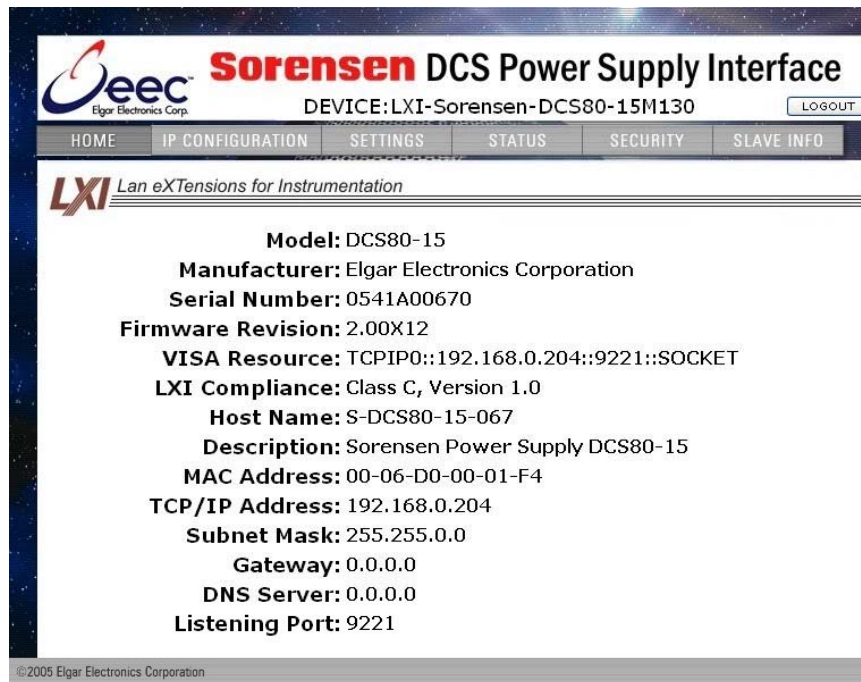 eec™
Elgar Electronics Corp.
Sorensen DCS Power Supply Interface
DEVICE:LXI-Sorensen-DCS80-15M130
LOGOUT
HOME IP CONFIGURATION SETTINGS STATUS SECURITY SLAVE INFO
LXI Lan eXTensions for Instrumentation
Model: DCS80-15
Manufacturer: Elgar Electronics Corporation
Serial Number: 0541A00670
Firmware Revision: 2.00X12
VISA Resource: TCPIP0::192.168.0.204::9221::SOCKET
LXI Compliance: Class C, Version 1.0
Host Name: S-DCS80-15-067
Description: Sorensen Power Supply DCS80-15
MAC Address: 00-06-D0-00-01-F4
TCP/IP Address: 192.168.0.204
Subnet Mask: 255.255.0.0
Gateway: 0.0.0.0
DNS Server: 0.0.0.0
Listening Port: 9221
©2005 Elgar Electronics Corporation